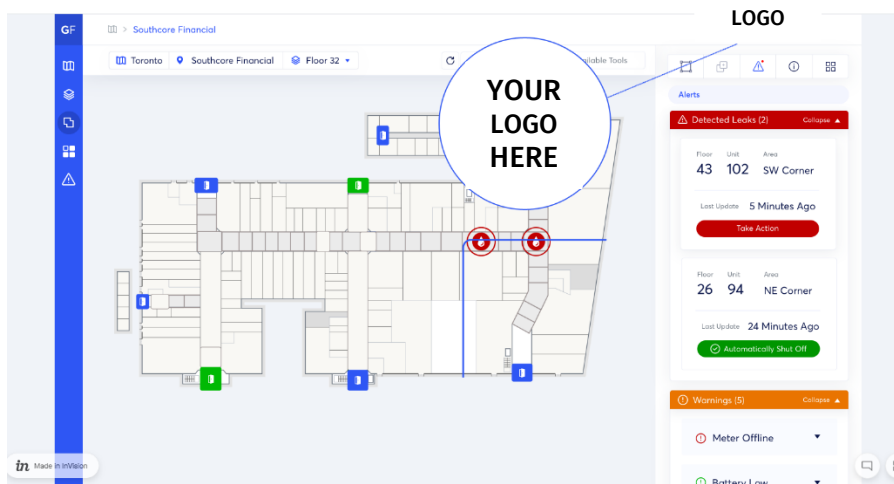 LOGO
GF
Southcore Financial
Toronto
Southcore Financial
Floor 32
Tools
YOUR
LOGO
HERE
Alerts
Detected Leaks (2)
Collapse
Floor Unit Area
43 102 SW Corner
Last Update 5 Minutes Ago
Take Action
Floor Unit Area
26 94 NE Corner
Last Update 24 Minutes Ago
Automatically Shut Off
Warnings (5)
Collapse
Meter Offline
Battery Low
in Made in InVision